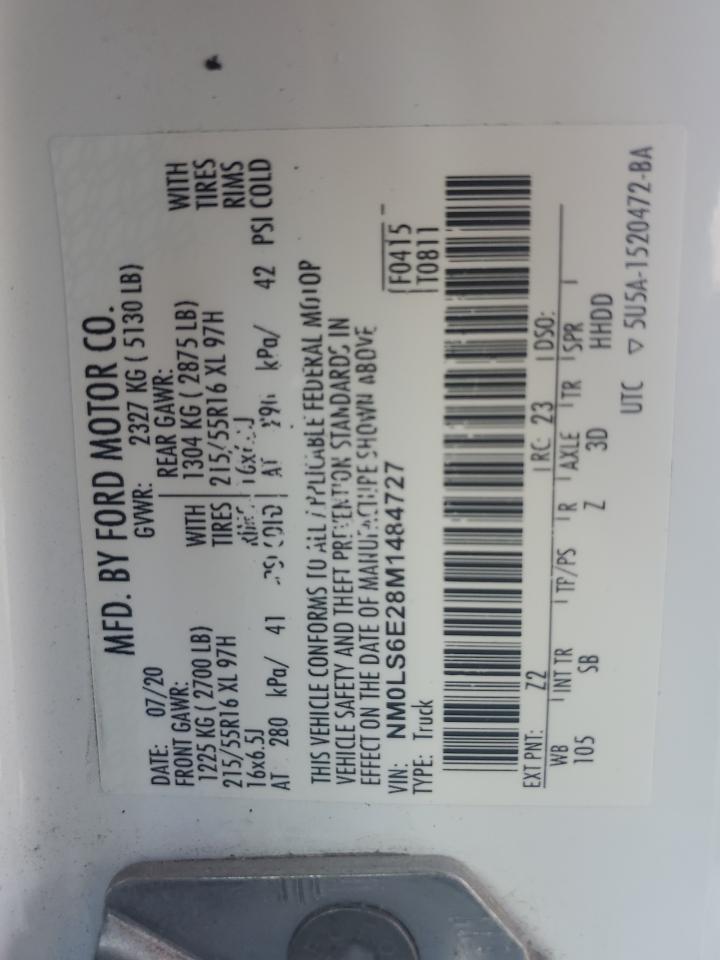 MFD. BY FORD MOTOR CO.
DATE: 07/20 GVWR: 2327 KG ( 5130 LB)
FRONT GAWR: REAR GAWR:
1225 KG ( 2700 LB) WITH 1304 KG ( 2875 LB) WITH
215/55R16 XL 97H TIRES 215/55R16 XL 97H TIRES
16x6.5J RIMS
AT 280 kPa/ 41 AT kPa/ 42 PSI COLD
THIS VEHICLE CONFORMS TO ALL APPLICABLE FEDERAL MOTOR
VEHICLE SAFETY AND THEFT PREVENTION STANDARDS IN
EFFECT ON THE DATE OF MANUFACTURE SHOWN ABOVE
VIN: NM0LS6E28M1484727 F0415
TYPE: Truck T0811
EXT PNT: Z2 RC: 23 DSO:
WB INT TR TP/PS R AXLE TR SPR
105 SB Z 3D HHDD
UTC ▽ 5U5A-1520472-BA